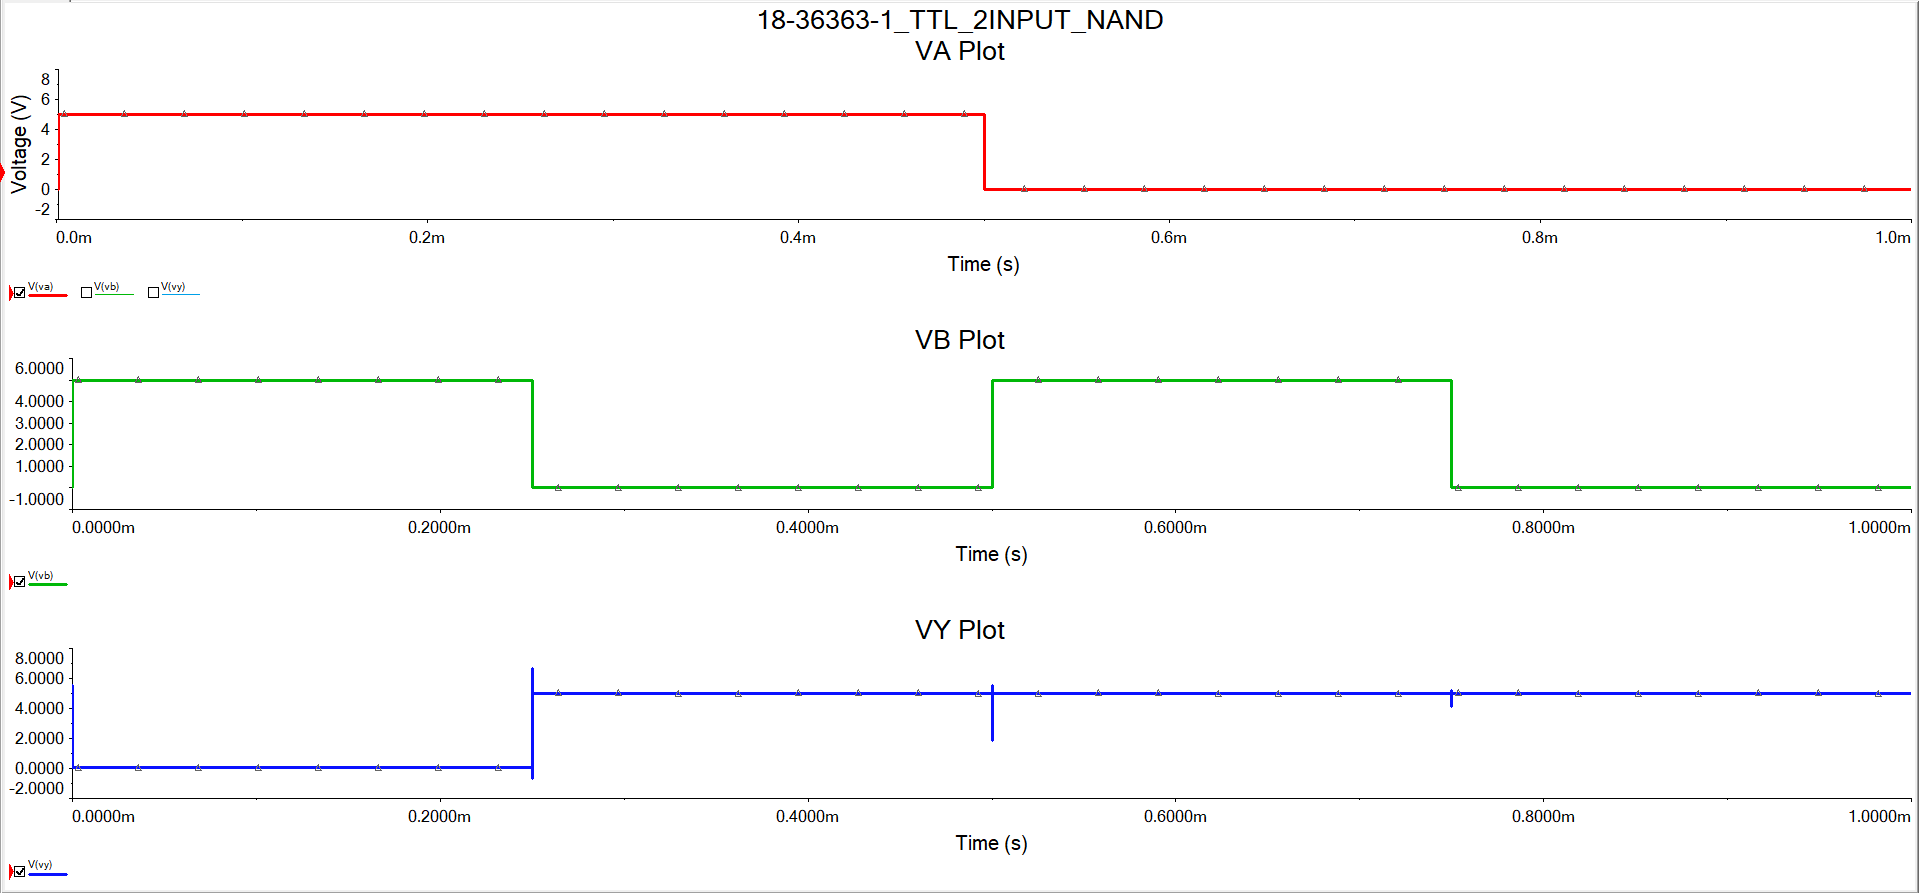 18-36363-1_TTL_2INPUT_NAND
VA Plot
Voltage (V)
8
6
4
2
0
-2
0.0m 0.2m 0.4m 0.6m 0.8m 1.0m
Time (s)
V(va) V(vb) V(vy)
VB Plot
6.0000
4.0000
3.0000
2.0000
1.0000
-1.0000
0.0000m 0.2000m 0.4000m 0.6000m 0.8000m 1.0000m
Time (s)
V(vb)
VY Plot
8.0000
6.0000
4.0000
2.0000
0.0000
-2.0000
0.0000m 0.2000m 0.4000m 0.6000m 0.8000m 1.0000m
Time (s)
V(vy)